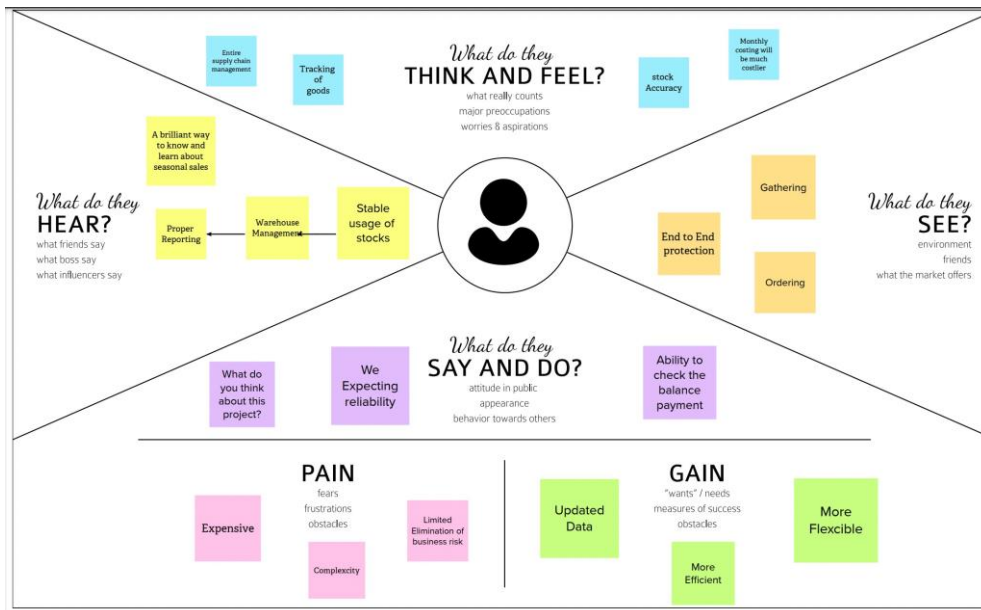 What do they
THINK AND FEEL?
what really counts
major preoccupations
worries & aspirations
Entire
supply chain
management
Tracking
of
goods
stock
Accuracy
Monthly
costing will
be much
costlier
What do they
HEAR?
what friends say
what boss say
what influencers say
A brilliant way
to know and
learn about
seasonal sales
Proper
Reporting
Warehouse
Management
Stable
usage of
stocks
What do they
SEE?
environment
friends
what the market offers
Gathering
End to End
protection
Ordering
What do they
SAY AND DO?
attitude in public
appearance
behavior towards others
What do
you think
about this
project?
We
Expecting
reliability
Ability to
check the
balance
payment
PAIN
fears
frustrations
obstacles
Expensive
Complexcity
Limited
Elimination of
business risk
GAIN
"wants" / needs
measures of success
obstacles
Updated
Data
More
Efficient
More
Flexcible